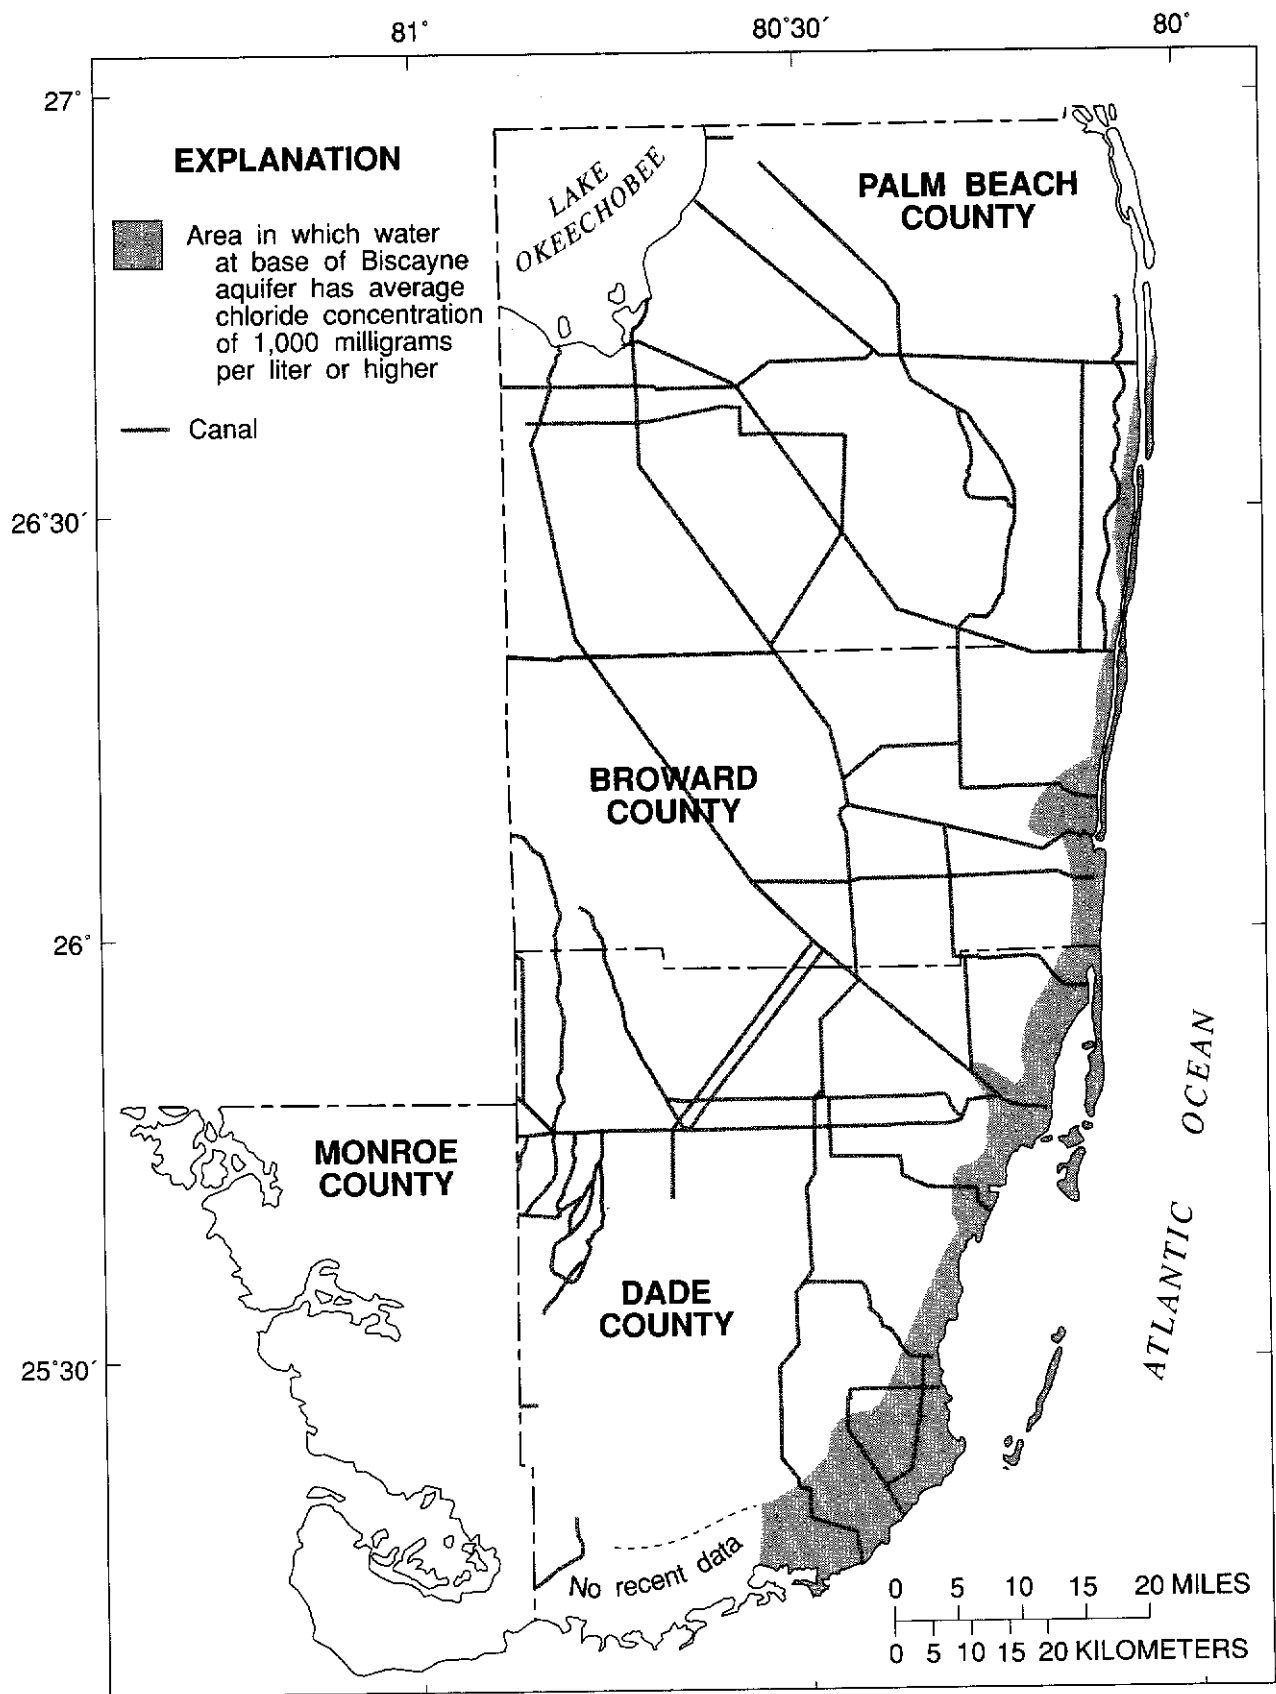 81°
80°30′
80°
27°
26°30′
26°
25°30′
EXPLANATION
Area in which water
at base of Biscayne
aquifer has average
chloride concentration
of 1,000 milligrams
per liter or higher
Canal
LAKE
OKEECHOBEE
PALM BEACH
COUNTY
BROWARD
COUNTY
MONROE
COUNTY
DADE
COUNTY
ATLANTIC OCEAN
No recent data
0 5 10 15 20 MILES
0 5 10 15 20 KILOMETERS